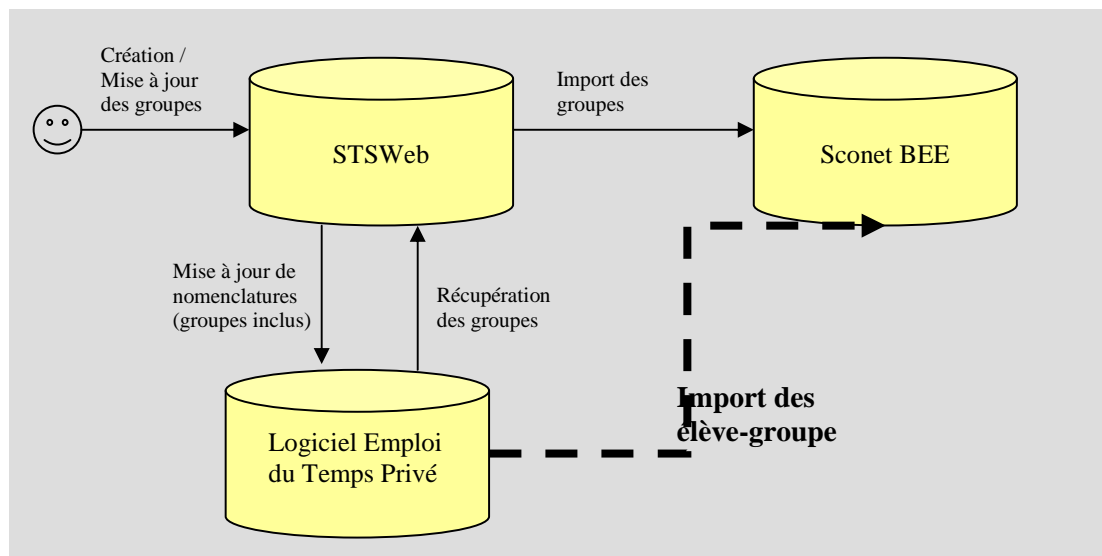 Création /
Mise à jour
des groupes
Import des
groupes
STSWeb
Sconet BEE
Mise à jour de
nomenclatures
(groupes inclus)
Récupération
des groupes
Import des
élève-groupe
Logiciel Emploi
du Temps Privé